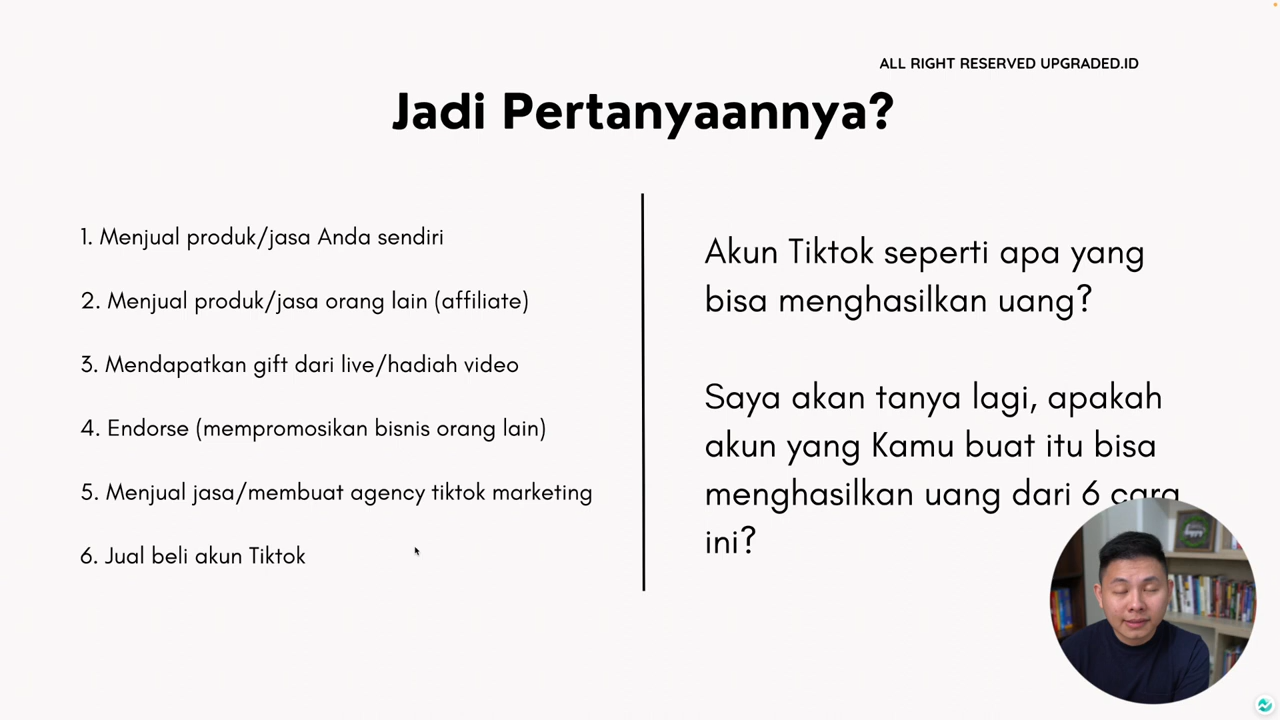 ALL RIGHT RESERVED UPGRADED.ID
Jadi Pertanyaannya?
1. Menjual produk/jasa Anda sendiri
2. Menjual produk/jasa orang lain (affiliate)
3. Mendapatkan gift dari live/hadiah video
4. Endorse (mempromosikan bisnis orang lain)
5. Menjual jasa/membuat agency tiktok marketing
6. Jual beli akun Tiktok
Akun Tiktok seperti apa yang
bisa menghasilkan uang?
Saya akan tanya lagi, apakah
akun yang Kamu buat itu bisa
menghasilkan uang dari 6 cara
ini?